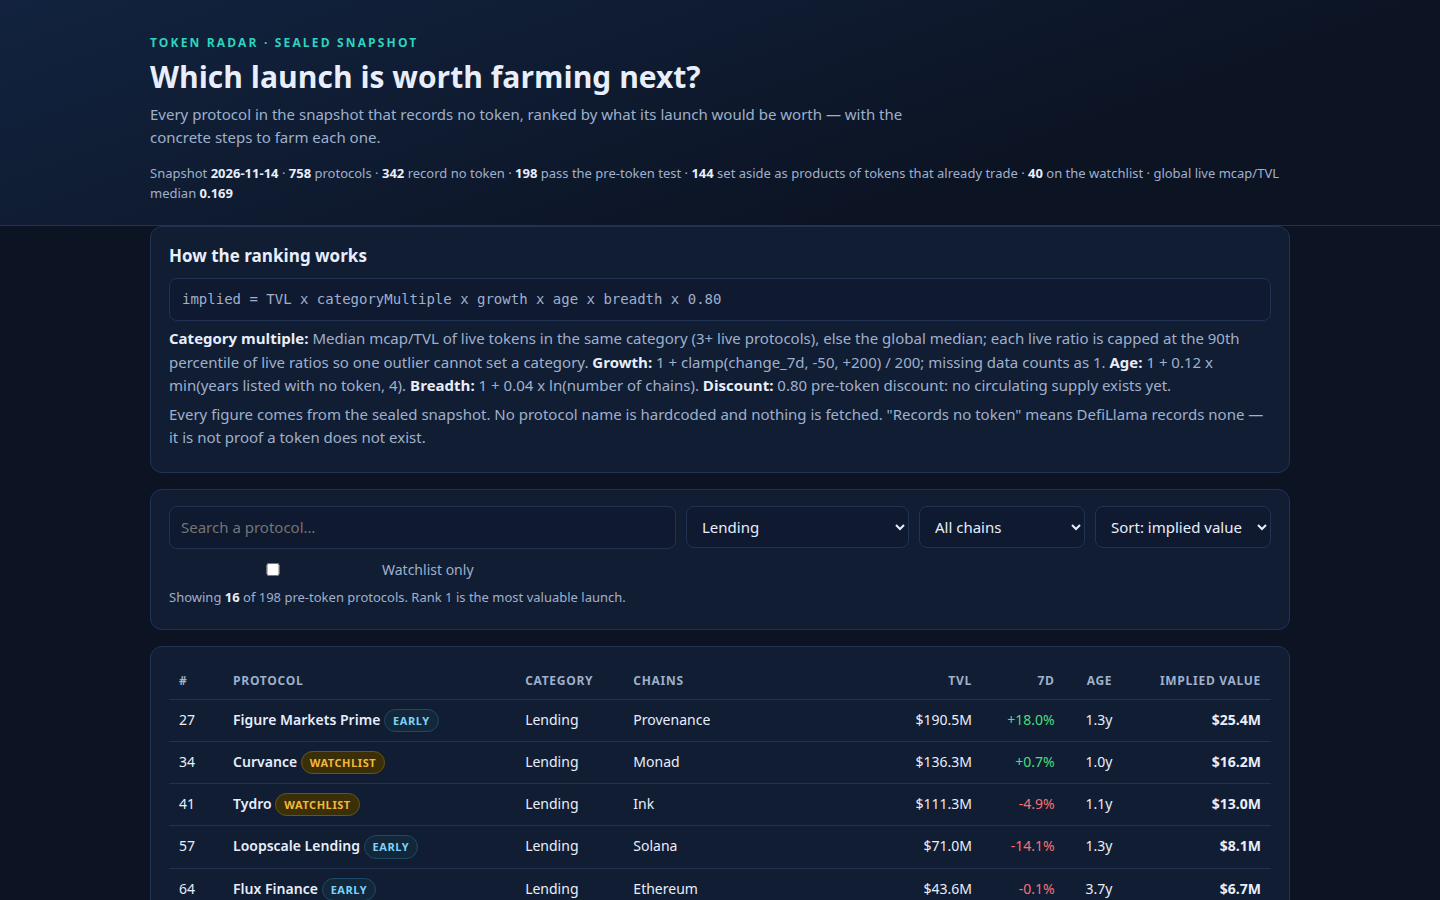 TOKEN RADAR · SEALED SNAPSHOT
Which launch is worth farming next?
Every protocol in the snapshot that records no token, ranked by what its launch would be worth — with the
concrete steps to farm each one.
Snapshot 2026-11-14 · 758 protocols · 342 record no token · 198 pass the pre-token test · 144 set aside as products of tokens that already trade · 40 on the watchlist · global live mcap/TVL
median 0.169
How the ranking works
implied = TVL x categoryMultiple x growth x age x breadth x 0.80
Category multiple: Median mcap/TVL of live tokens in the same category (3+ live protocols), else the global median; each live ratio is capped at the 90th
percentile of live ratios so one outlier cannot set a category. Growth: 1 + clamp(change_7d, -50, +200) / 200; missing data counts as 1. Age: 1 + 0.12 x
min(years listed with no token, 4). Breadth: 1 + 0.04 x ln(number of chains). Discount: 0.80 pre-token discount: no circulating supply exists yet.
Every figure comes from the sealed snapshot. No protocol name is hardcoded and nothing is fetched. "Records no token" means DefiLlama records none —
it is not proof a token does not exist.
Search a protocol... Lending All chains Sort: implied value
Watchlist only
Showing 16 of 198 pre-token protocols. Rank 1 is the most valuable launch.
# PROTOCOL CATEGORY CHAINS TVL 7D AGE IMPLIED VALUE
27 Figure Markets Prime EARLY Lending Provenance $190.5M +18.0% 1.3y $25.4M
34 Curvance WATCHLIST Lending Monad $136.3M +0.7% 1.0y $16.2M
41 Tydro WATCHLIST Lending Ink $111.3M -4.9% 1.1y $13.0M
57 Loopscale Lending EARLY Lending Solana $71.0M -14.1% 1.3y $8.1M
64 Flux Finance EARLY Lending Ethereum $43.6M -0.1% 3.7y $6.7M